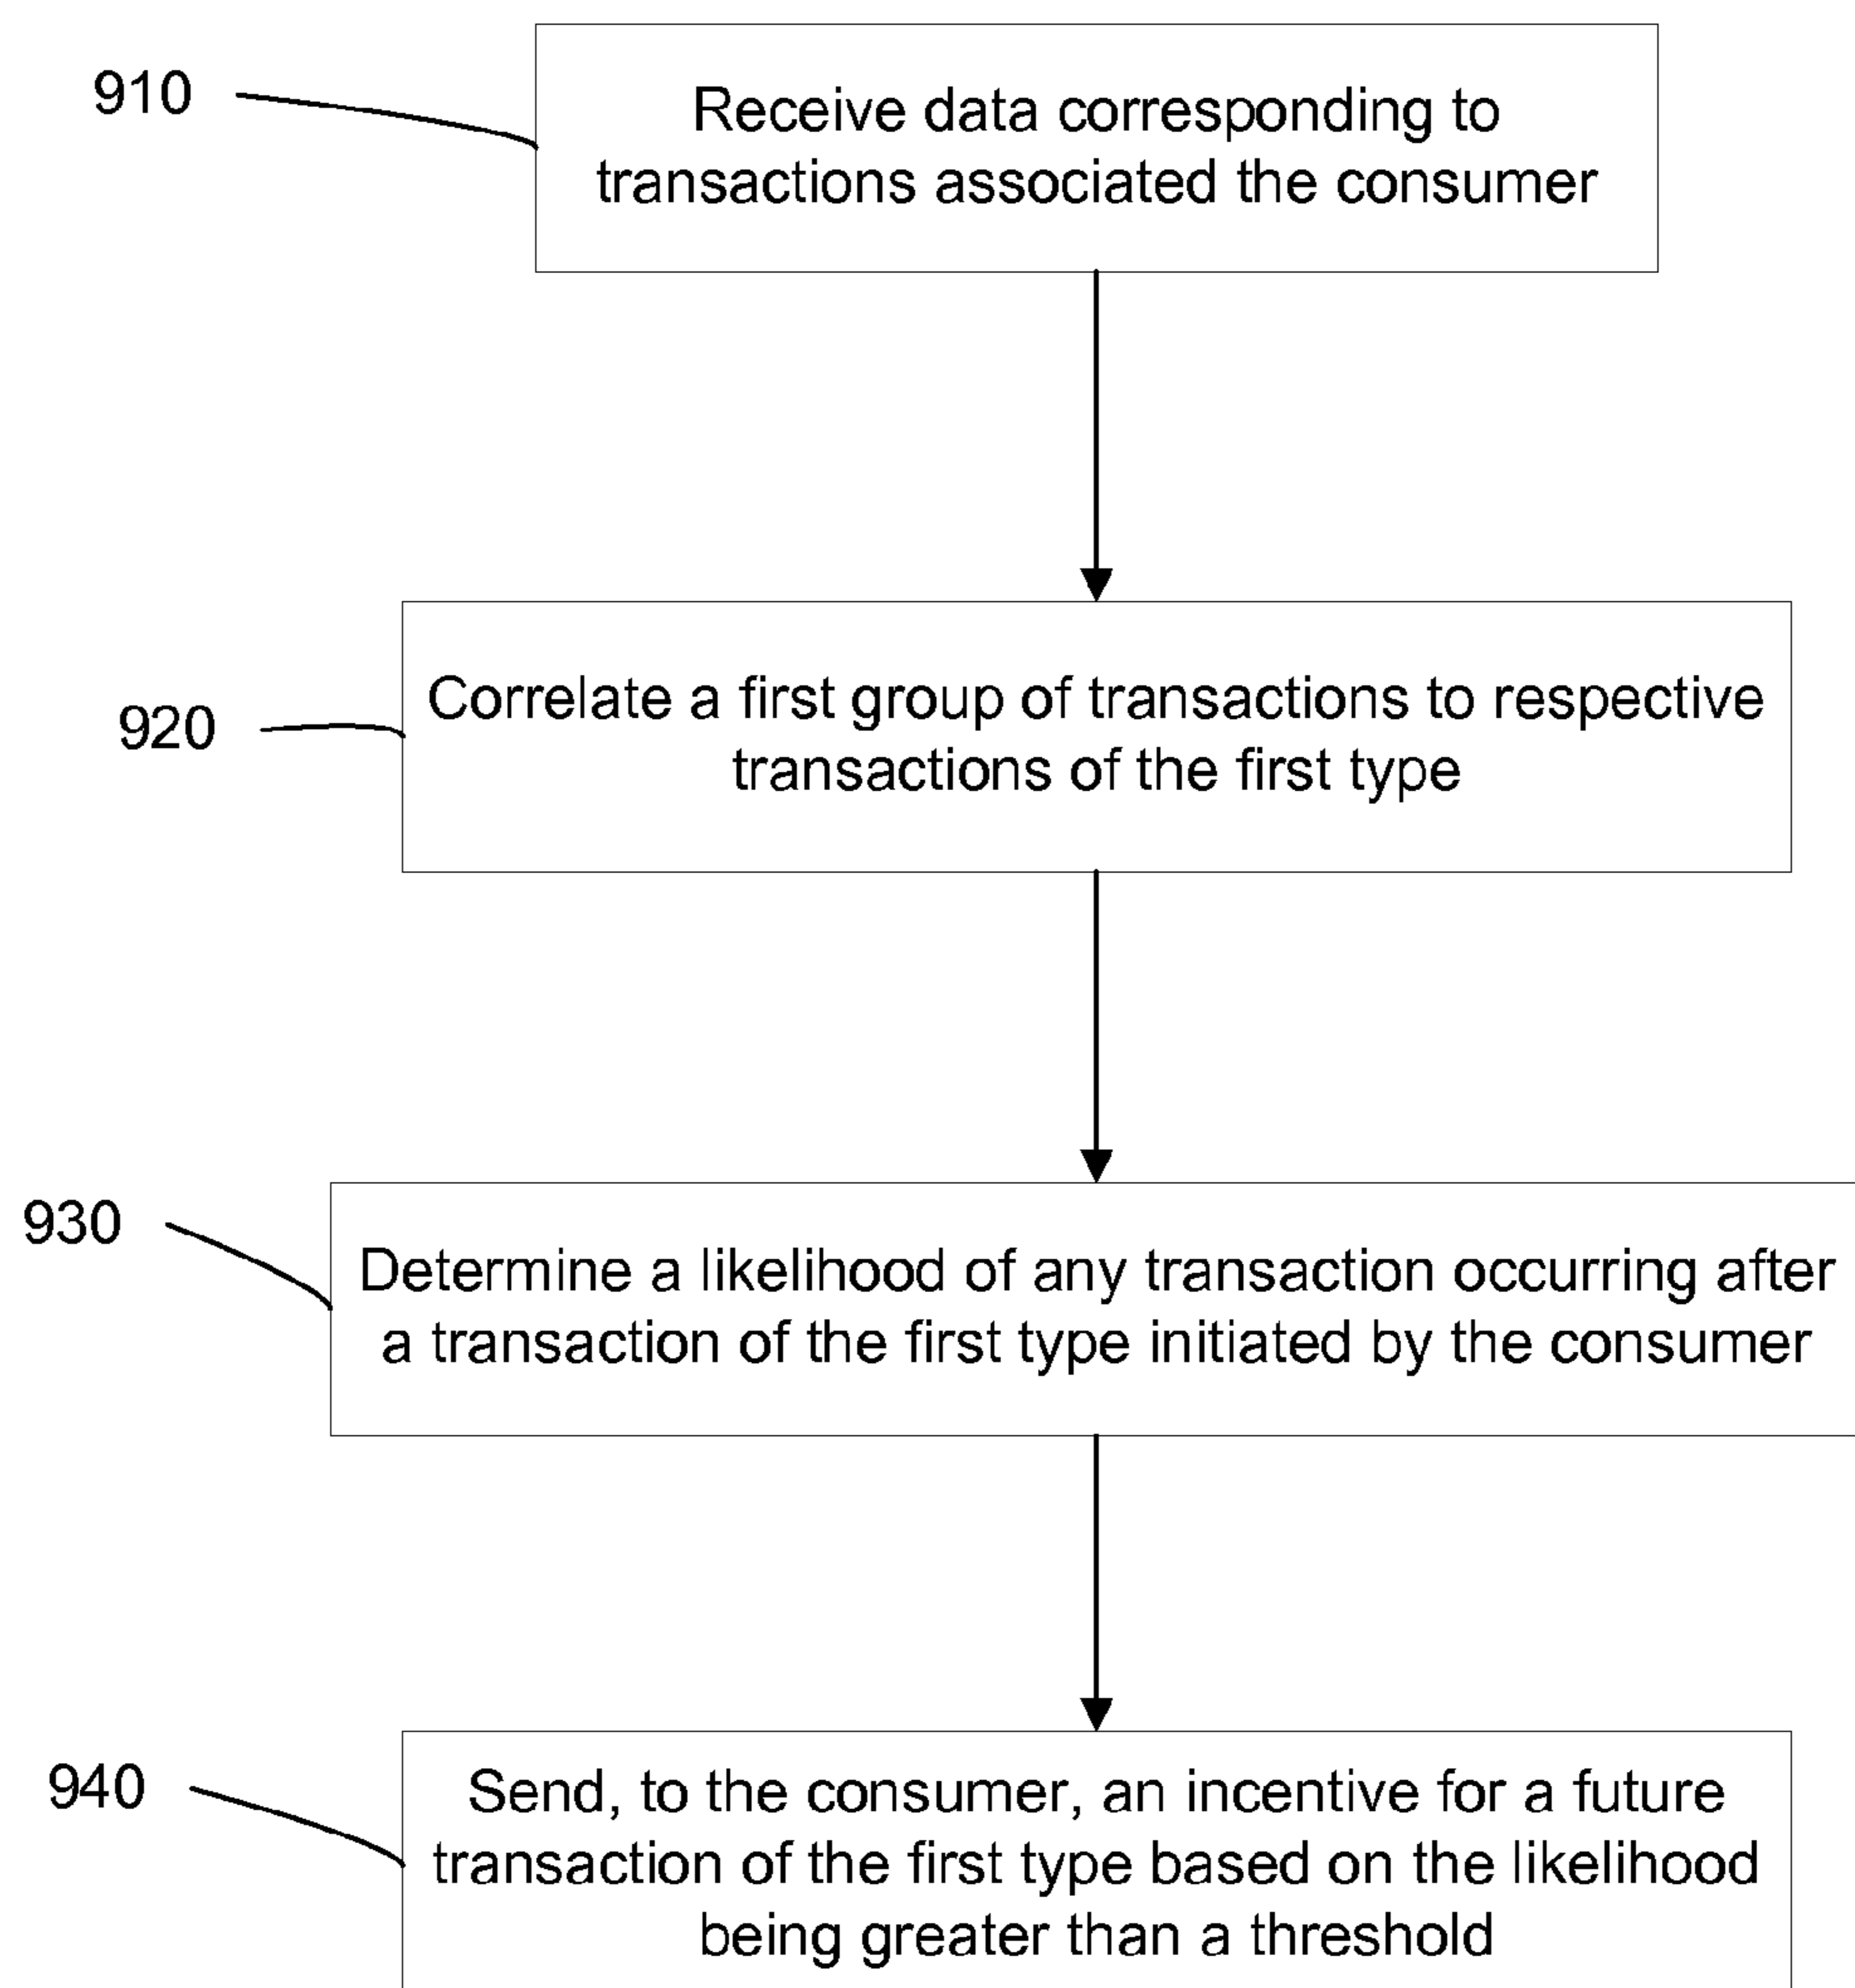 910
Receive data corresponding to
transactions associated the consumer
920
Correlate a first group of transactions to respective
transactions of the first type
930
Determine a likelihood of any transaction occurring after
a transaction of the first type initiated by the consumer
940
Send, to the consumer, an incentive for a future
transaction of the first type based on the likelihood
being greater than a threshold